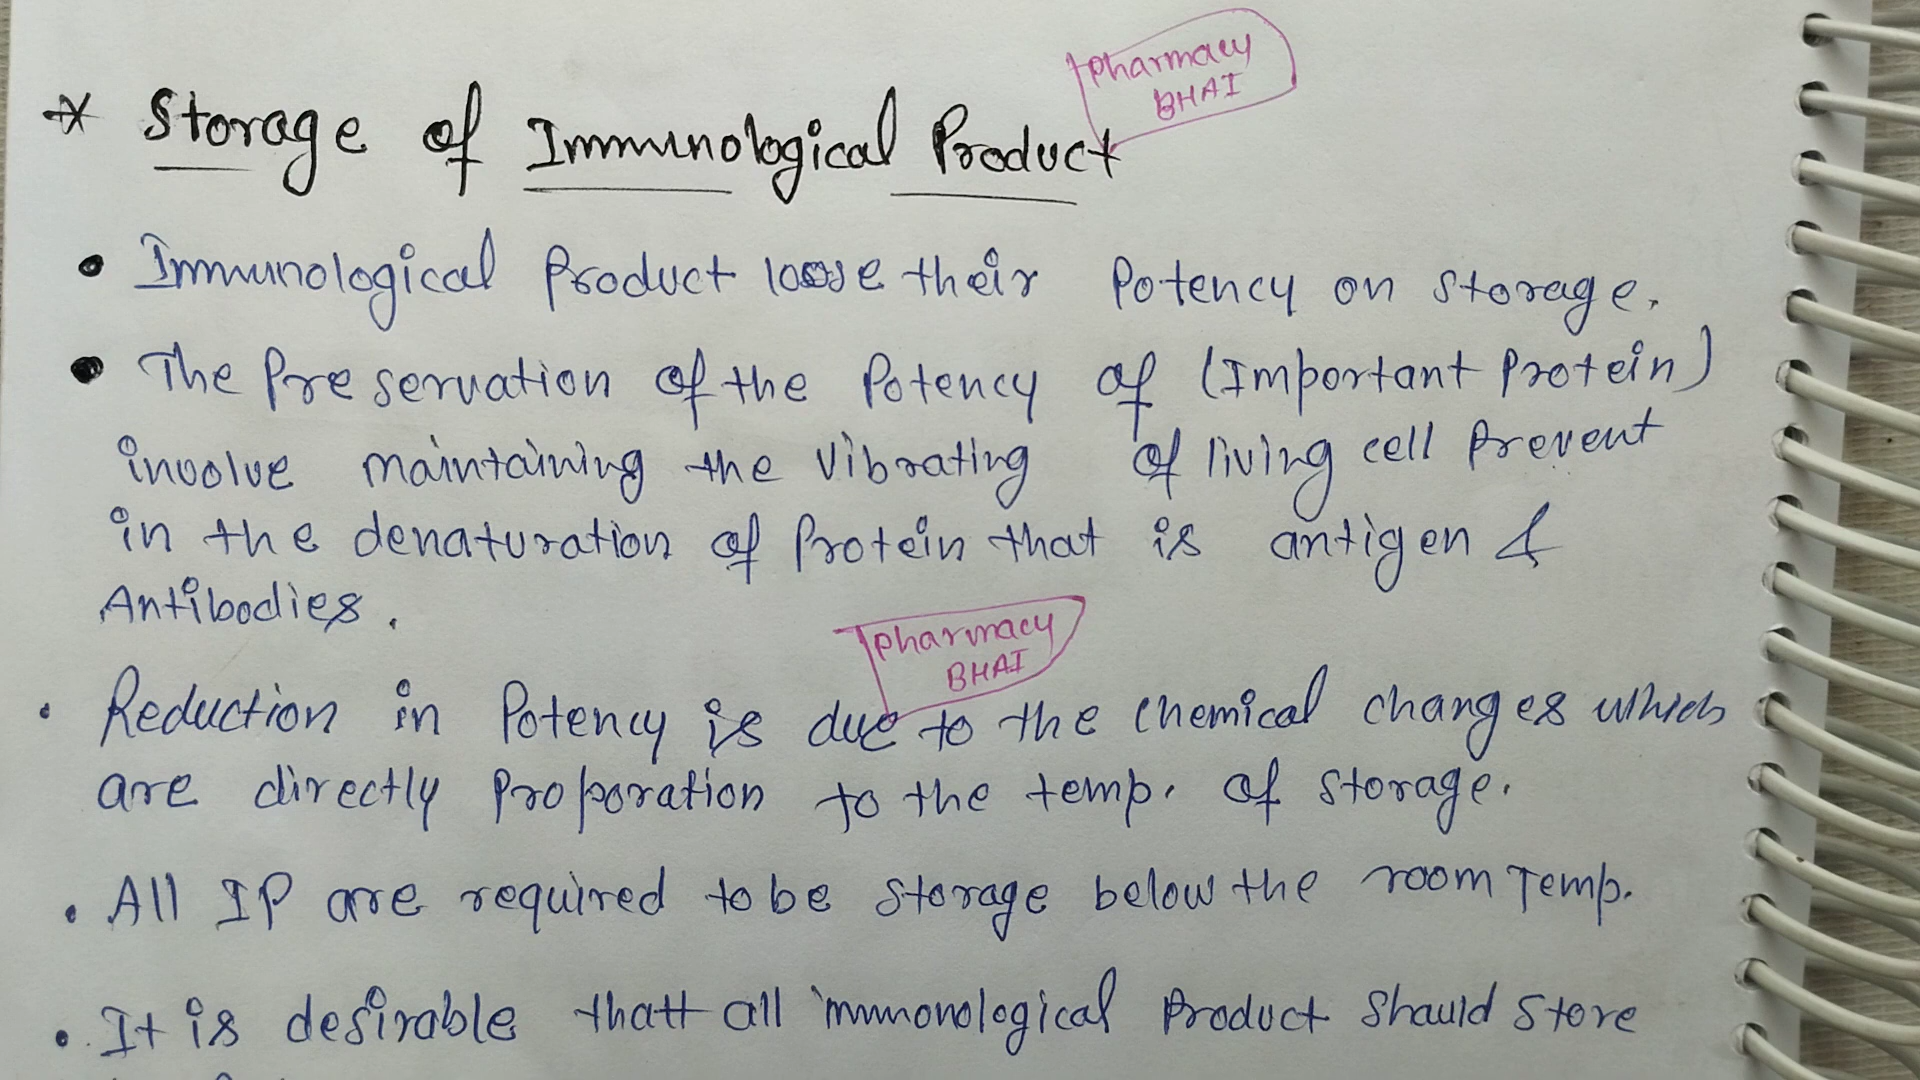 Pharmacy
BHAI
* Storage of Immunological Product
• Immunological Product loose their Potency on storage.
• The Preservation of the Potency of (Important Protein)
involve maintaining the Vibrating of living cell Prevent
in the denaturation of Protein that is antigen &
Antibodies.
Pharmacy
BHAI
• Reduction in Potency is due to the chemical changes which
are directly Proporation to the temp. of storage.
• All IP are required to be storage below the room Temp.
• It is desirable thatt all immonological Product Should Store